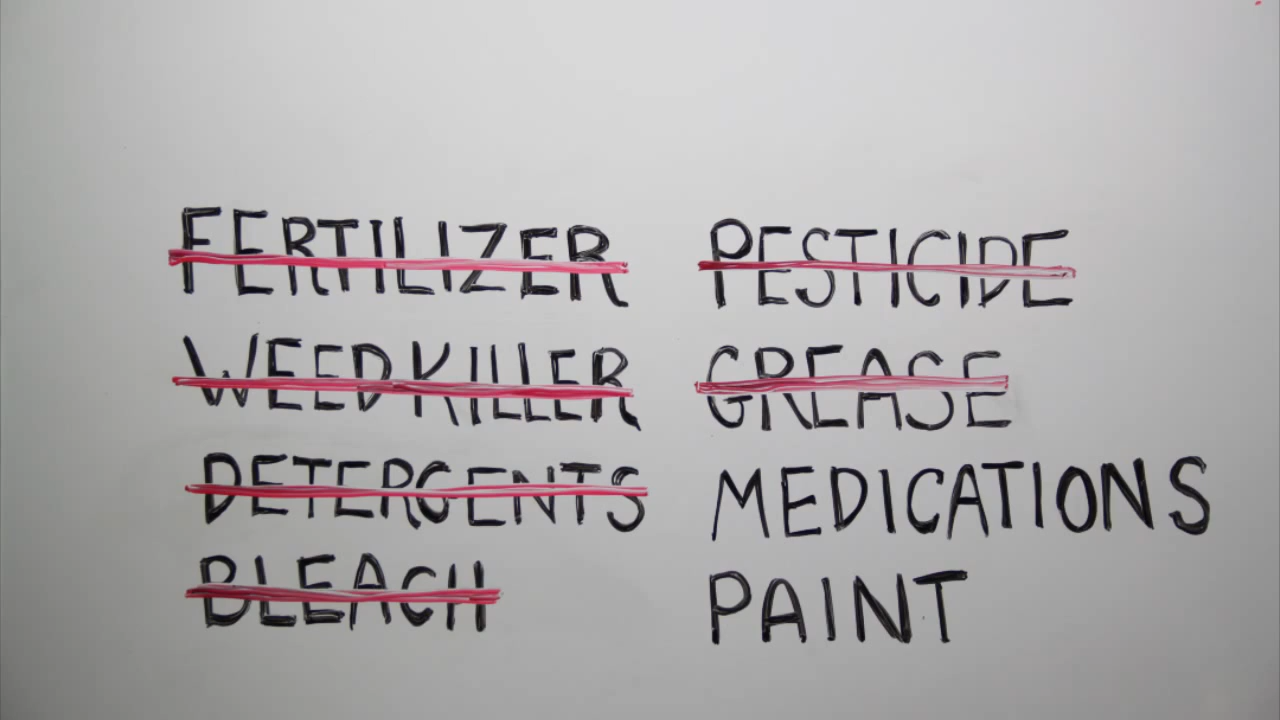 FERTILIZER
WEEDKILLER
DETERGENTS
BLEACH
PESTICIDE
GREASE
MEDICATIONS
PAINT